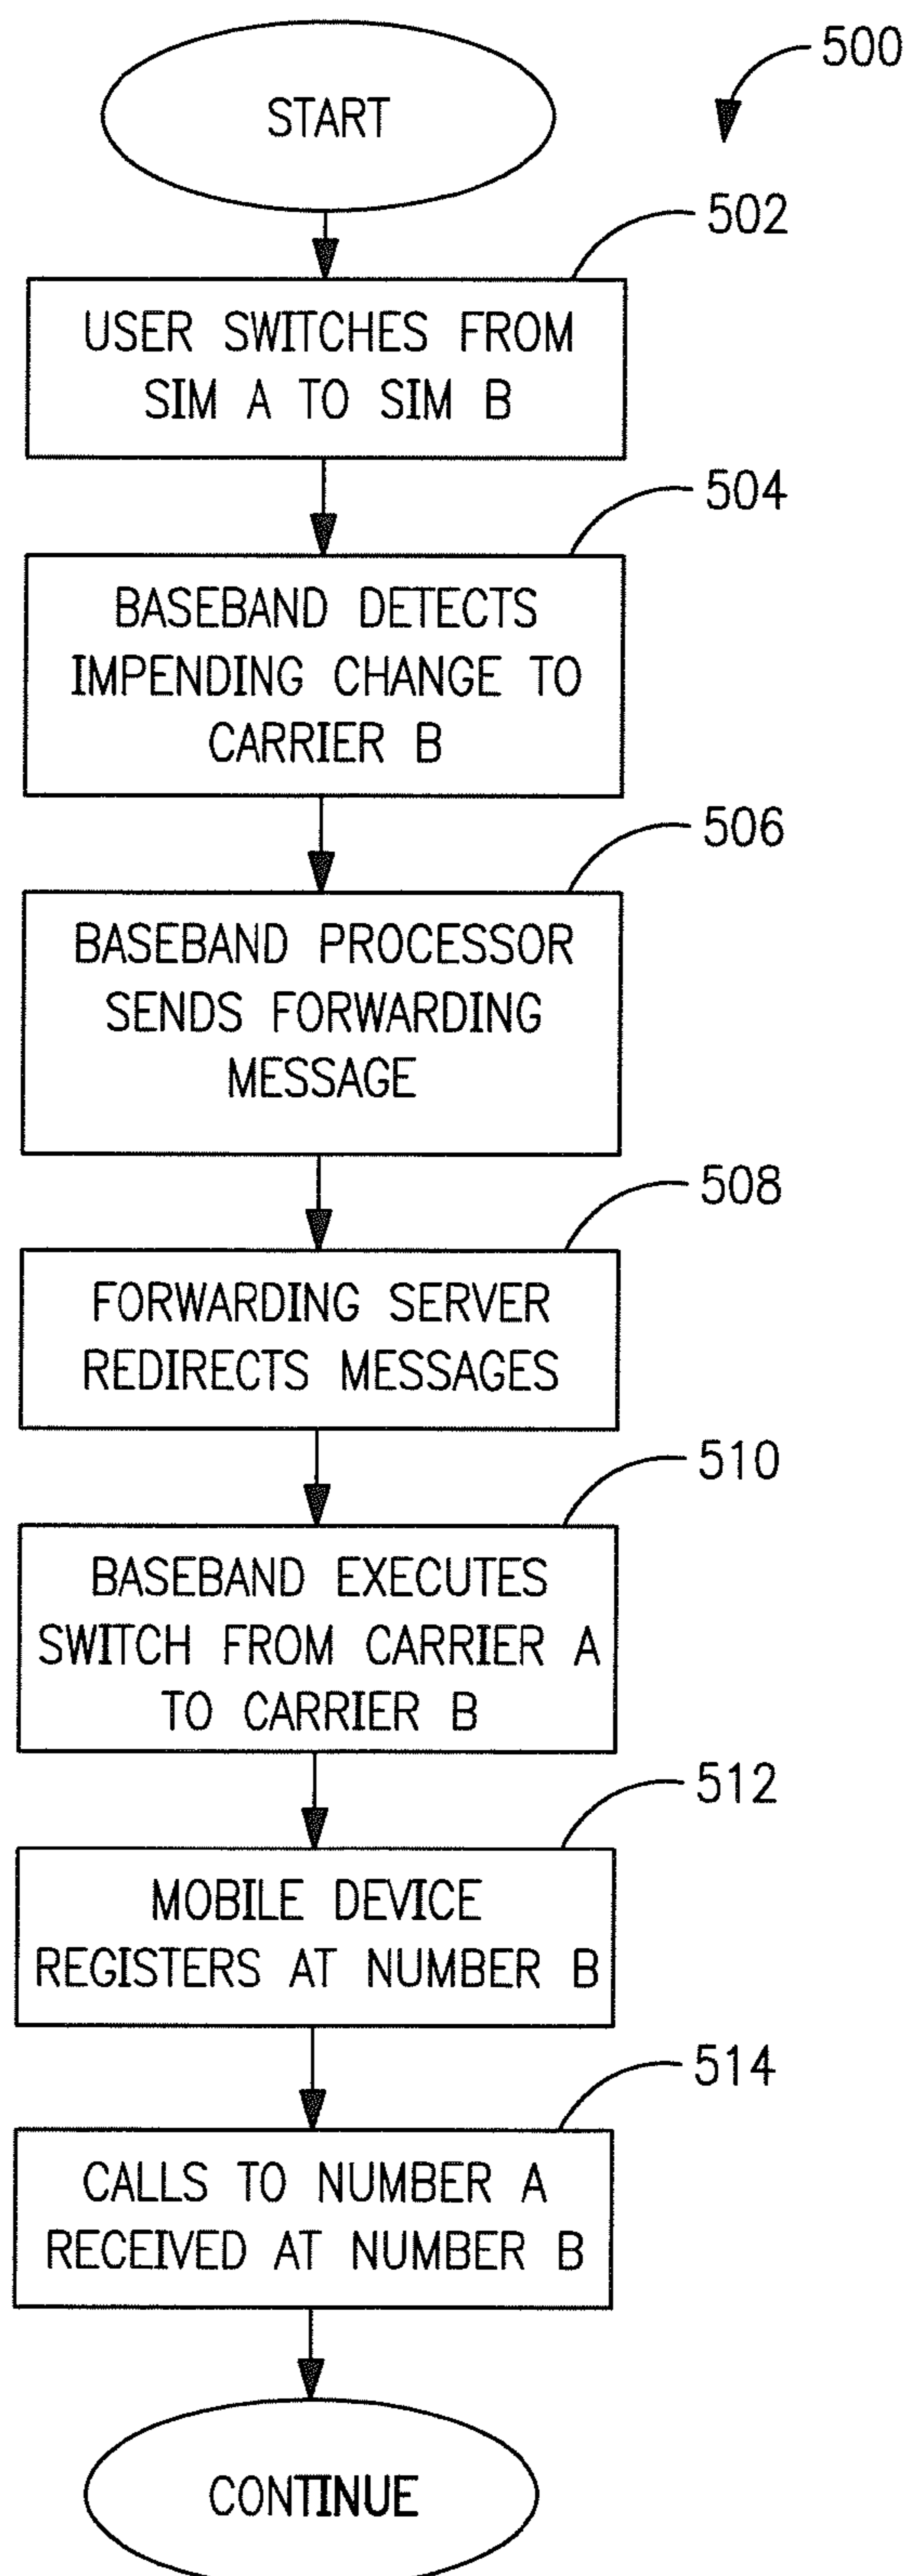 START
500
502
USER SWITCHES FROM
SIM A TO SIM B
504
BASEBAND DETECTS
IMPENDING CHANGE TO
CARRIER B
506
BASEBAND PROCESSOR
SENDS FORWARDING
MESSAGE
508
FORWARDING SERVER
REDIRECTS MESSAGES
510
BASEBAND EXECUTES
SWITCH FROM CARRIER A
TO CARRIER B
512
MOBILE DEVICE
REGISTERS AT NUMBER B
514
CALLS TO NUMBER A
RECEIVED AT NUMBER B
CONTINUE